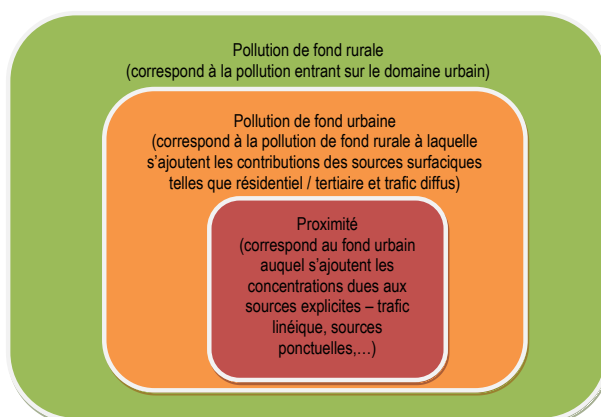 Pollution de fond rurale
(correspond à la pollution entrant sur le domaine urbain)
Pollution de fond urbaine
(correspond à la pollution de fond rurale à laquelle
s’ajoutent les contributions des sources surfaciques
telles que résidentiel / tertiaire et trafic diffus)
Proximité
(correspond au fond urbain
auquel s’ajoutent les
concentrations dues aux
sources explicites – trafic
linéique, sources
ponctuelles,…)